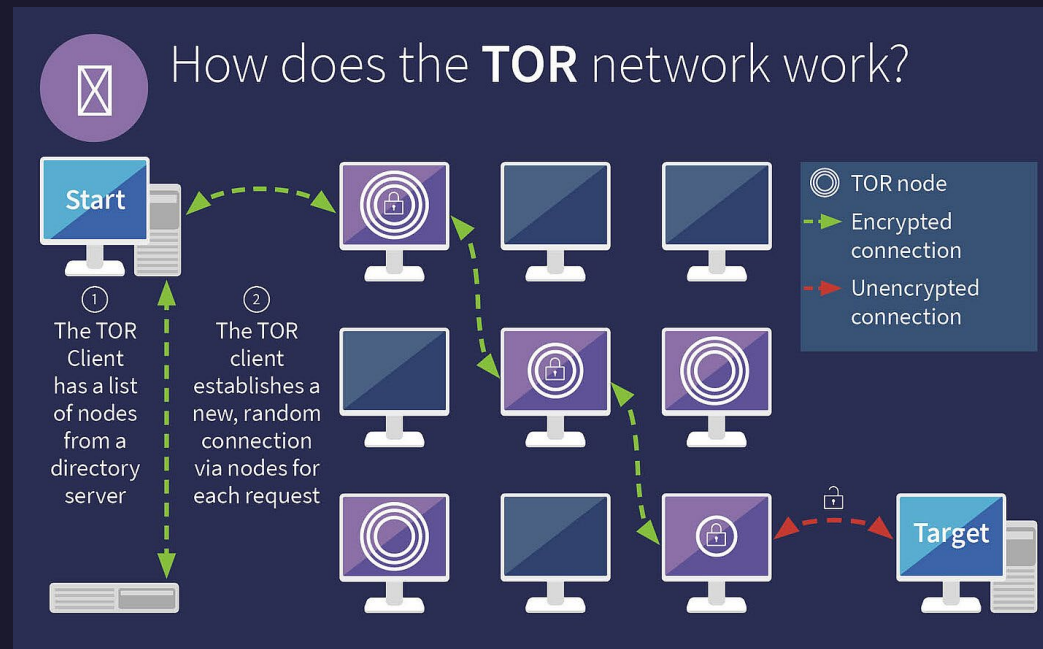 How does the TOR network work?
Start
1
The TOR
Client
has a list
of nodes
from a
directory
server
2
The TOR
client
establishes a
new, random
connection
via nodes for
each request
TOR node
Encrypted
connection
Unencrypted
connection
Target